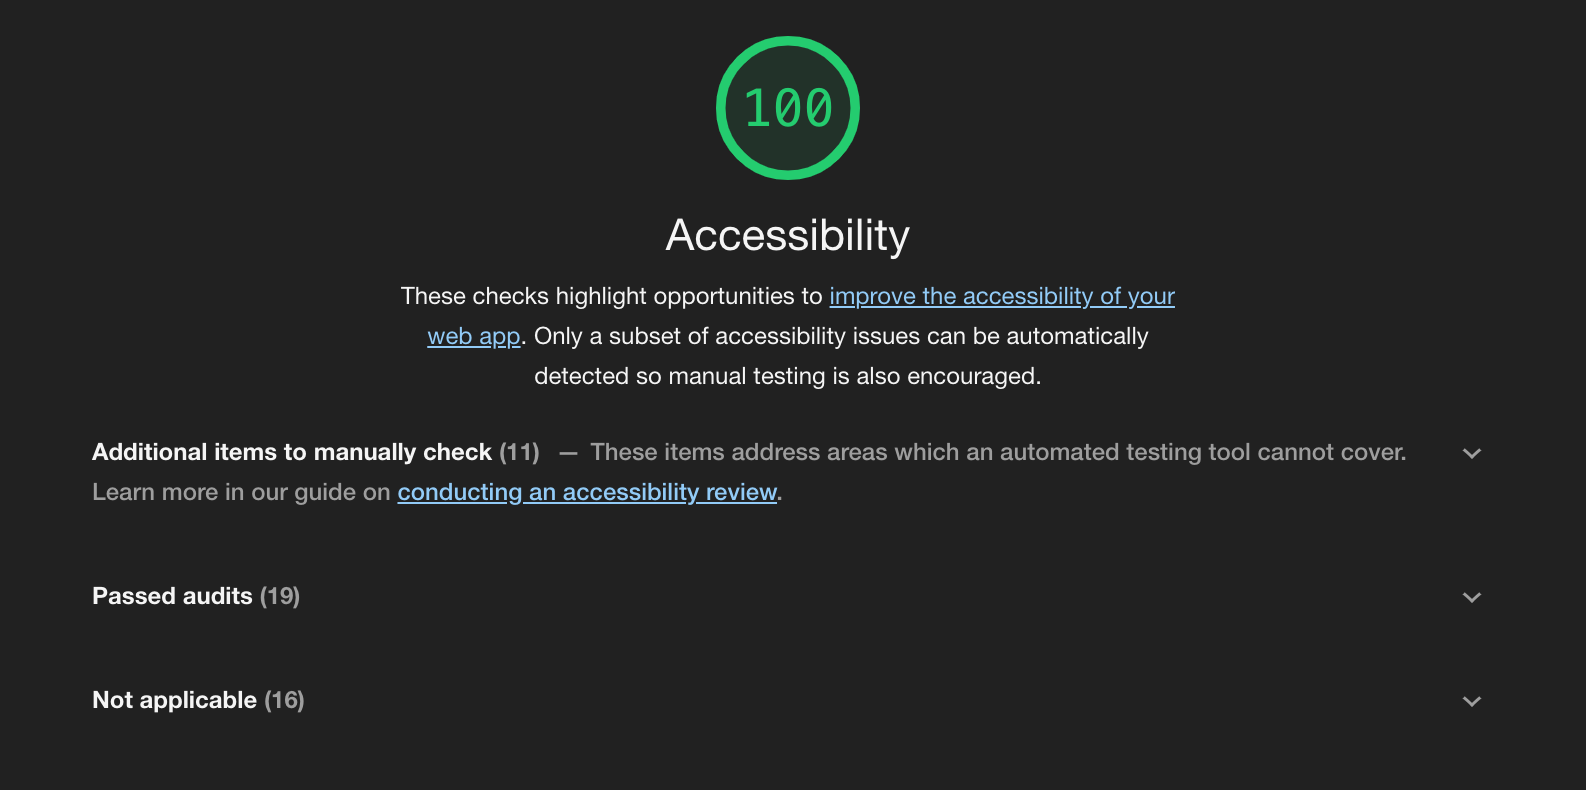 100
Accessibility
These checks highlight opportunities to improve the accessibility of your
web app. Only a subset of accessibility issues can be automatically
detected so manual testing is also encouraged.
Additional items to manually check (11) — These items address areas which an automated testing tool cannot cover.
Learn more in our guide on conducting an accessibility review.
Passed audits (19)
Not applicable (16)